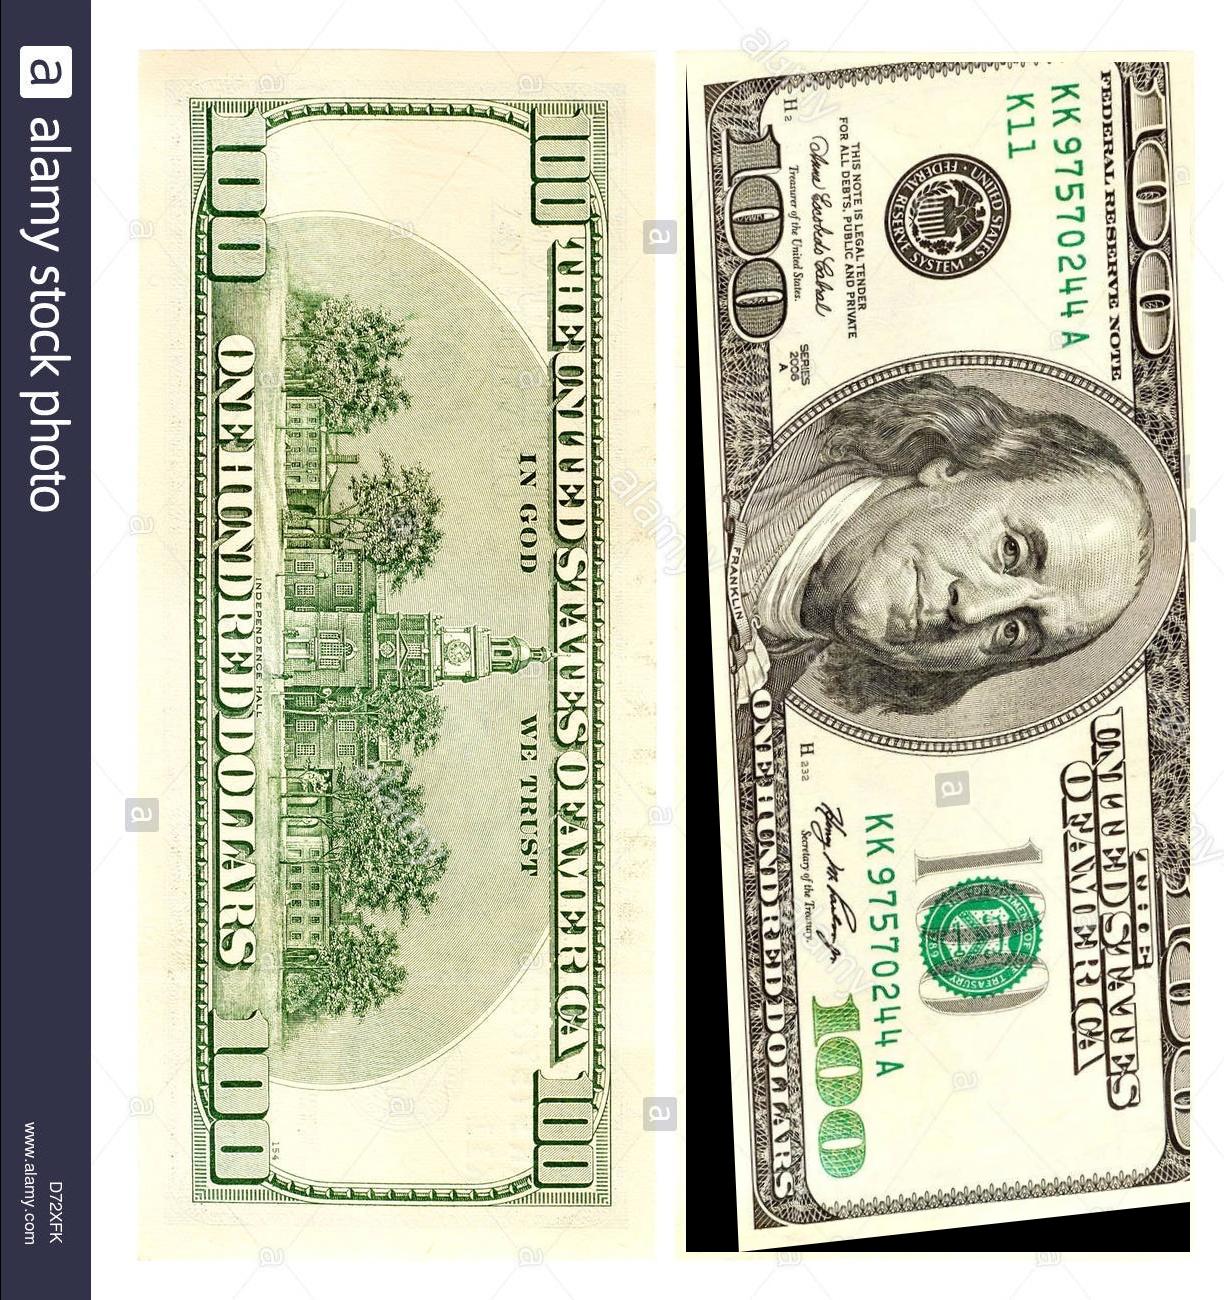 100
100
THE UNITED STATES OF AMERICA
IN GOD WE TRUST
INDEPENDENCE HALL
ONE HUNDRED DOLLARS
100
100
154
100
FEDERAL RESERVE NOTE
KK 97570244 A
K11
UNITED STATES
FEDERAL RESERVE SYSTEM
THIS NOTE IS LEGAL TENDER
FOR ALL DEBTS, PUBLIC AND PRIVATE
H2
Treasurer of the United States.
SERIES
2006
A
100
FRANKLIN
THE
UNITED STATES
OF AMERICA
100
100
1789
KK 97570244 A
H 232
Secretary of the Treasury.
100
ONE HUNDRED DOLLARS
a alamy stock photo
D72XFK
www.alamy.com
a
alamy